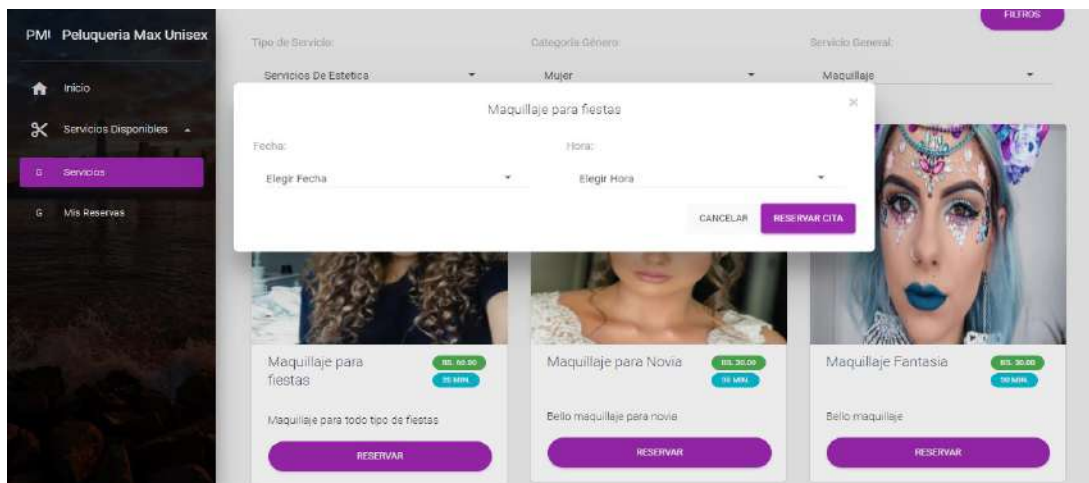 PMI Peluqueria Max Unisex
Inicio
Servicios Disponibles
G Servicios
G Mis Reservas
FILTROS
Tipo de Servicio: Categoría Género: Servicio General:
Servicios De Estetica Mujer Maquillaje
Maquillaje para fiestas ×
Fecha: Hora:
Elegir Fecha Elegir Hora
CANCELAR RESERVAR CITA
Maquillaje para fiestas
BS. 60.00
Maquillaje para todo tipo de fiestas
RESERVAR
Maquillaje para Novia
BS. 30.00
Bello maquillaje para novia
RESERVAR
Maquillaje Fantasia
BS. 30.00
Bello maquillaje
RESERVAR